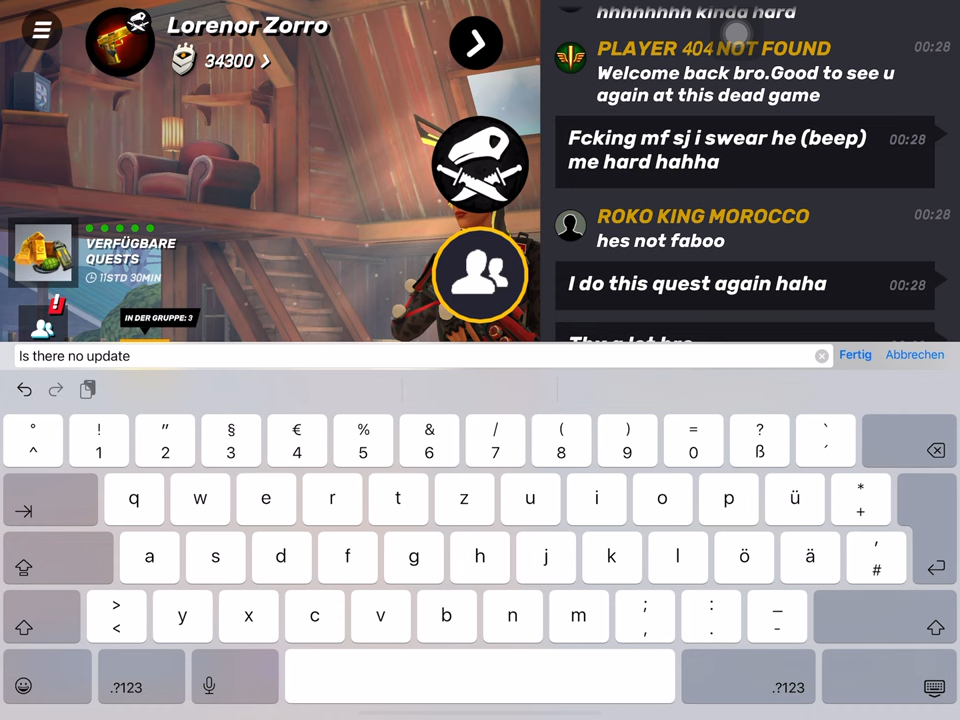 Lorenor Zorro
34300
VERFÜGBARE
QUESTS
11STD 30MIN
!
IN DER GRUPPE: 3
hhhhhhhh kinda hard
PLAYER 404 NOT FOUND 00:28
Welcome back bro.Good to see u
again at this dead game
Fcking mf sj i swear he (beep) 00:28
me hard hahha
ROKO KING MOROCCO 00:28
hes not faboo
I do this quest again haha 00:28
Is there no update Fertig Abbrechen
° ! " § € % & / ( ) = ? `
^ 1 2 3 4 5 6 7 8 9 0 ß ´
q w e r t z u i o p ü * +
a s d f g h j k l ö ä ' #
> < y x c v b n m ; , : . _ -
.?123 .?123